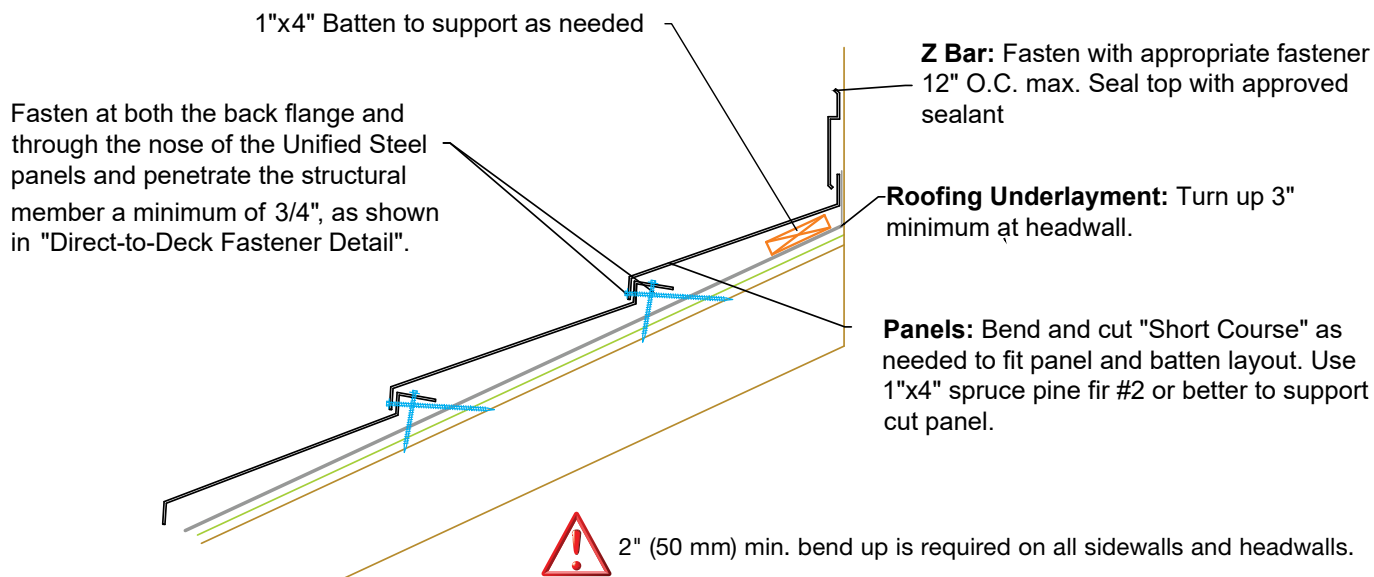 1"x4" Batten to support as needed
Z Bar: Fasten with appropriate fastener
12" O.C. max. Seal top with approved
sealant
Fasten at both the back flange and
through the nose of the Unified Steel
panels and penetrate the structural
member a minimum of 3/4", as shown
in "Direct-to-Deck Fastener Detail".
Roofing Underlayment: Turn up 3"
minimum at headwall.
Panels: Bend and cut "Short Course" as
needed to fit panel and batten layout. Use
1"x4" spruce pine fir #2 or better to support
cut panel.
2" (50 mm) min. bend up is required on all sidewalls and headwalls.